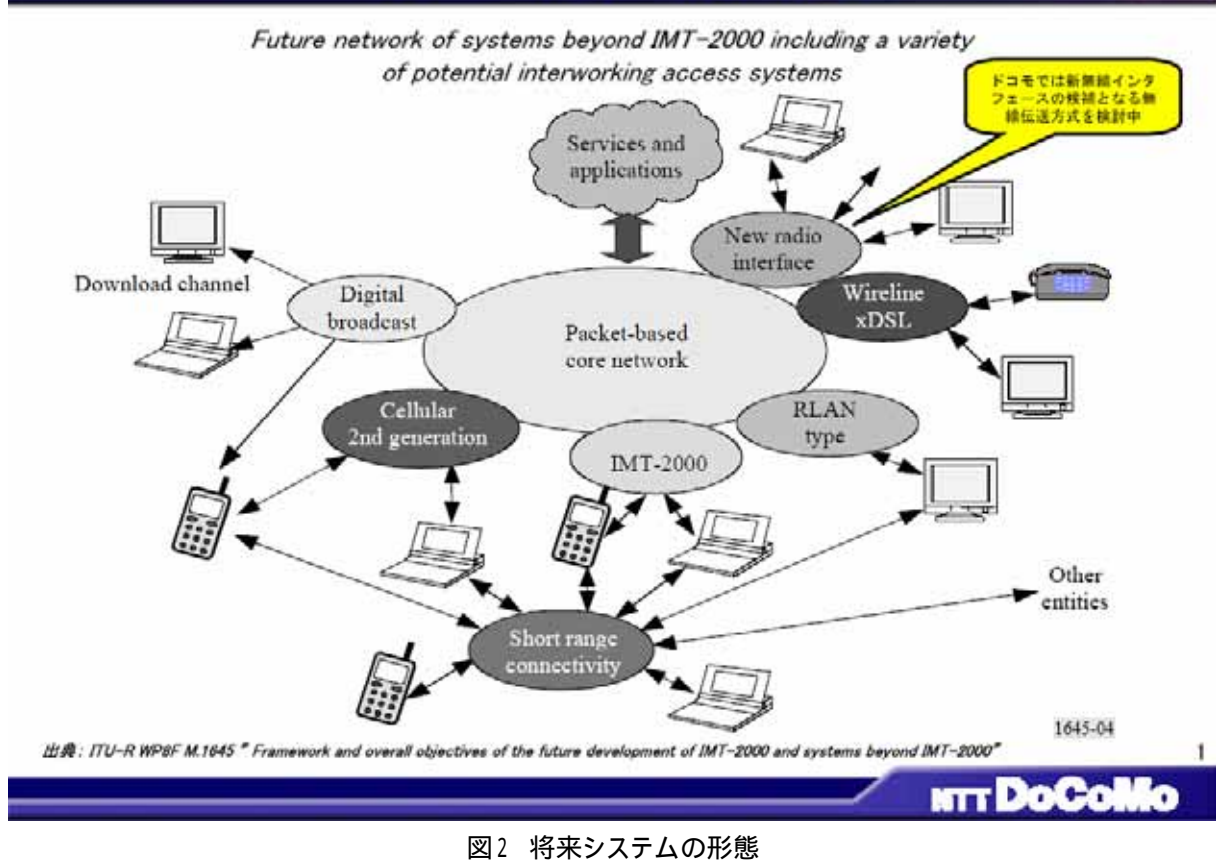 Future network of systems beyond IMT-2000 including a variety
of potential interworking access systems
ドコモでは新無線インタ
フェースの候補となる無
線伝送方式を検討中
Services and
applications
New radio
interface
Download channel
Digital
broadcast
Wireline
xDSL
Packet-based
core network
Cellular
2nd generation
RLAN
type
IMT-2000
Other
entities
Short range
connectivity
1645-04
出典: ITU-R WP8F M.1645 " Framework and overall objectives of the future development of IMT-2000 and systems beyond IMT-2000"
1
NTT DoCoMo
図2 将来システムの形態